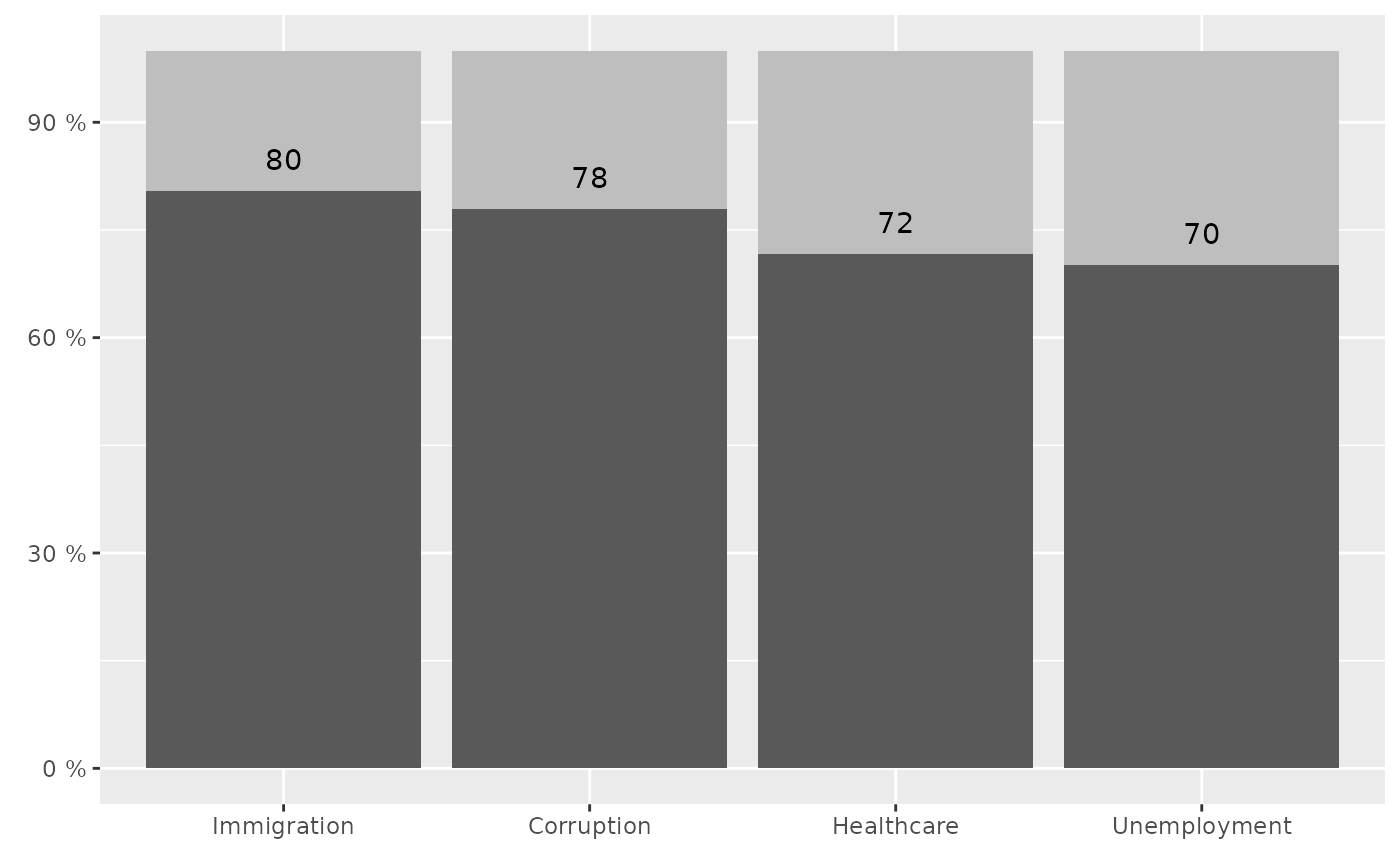 90 %
60 %
30 %
0 %
80
78
72
70
Immigration
Corruption
Healthcare
Unemployment